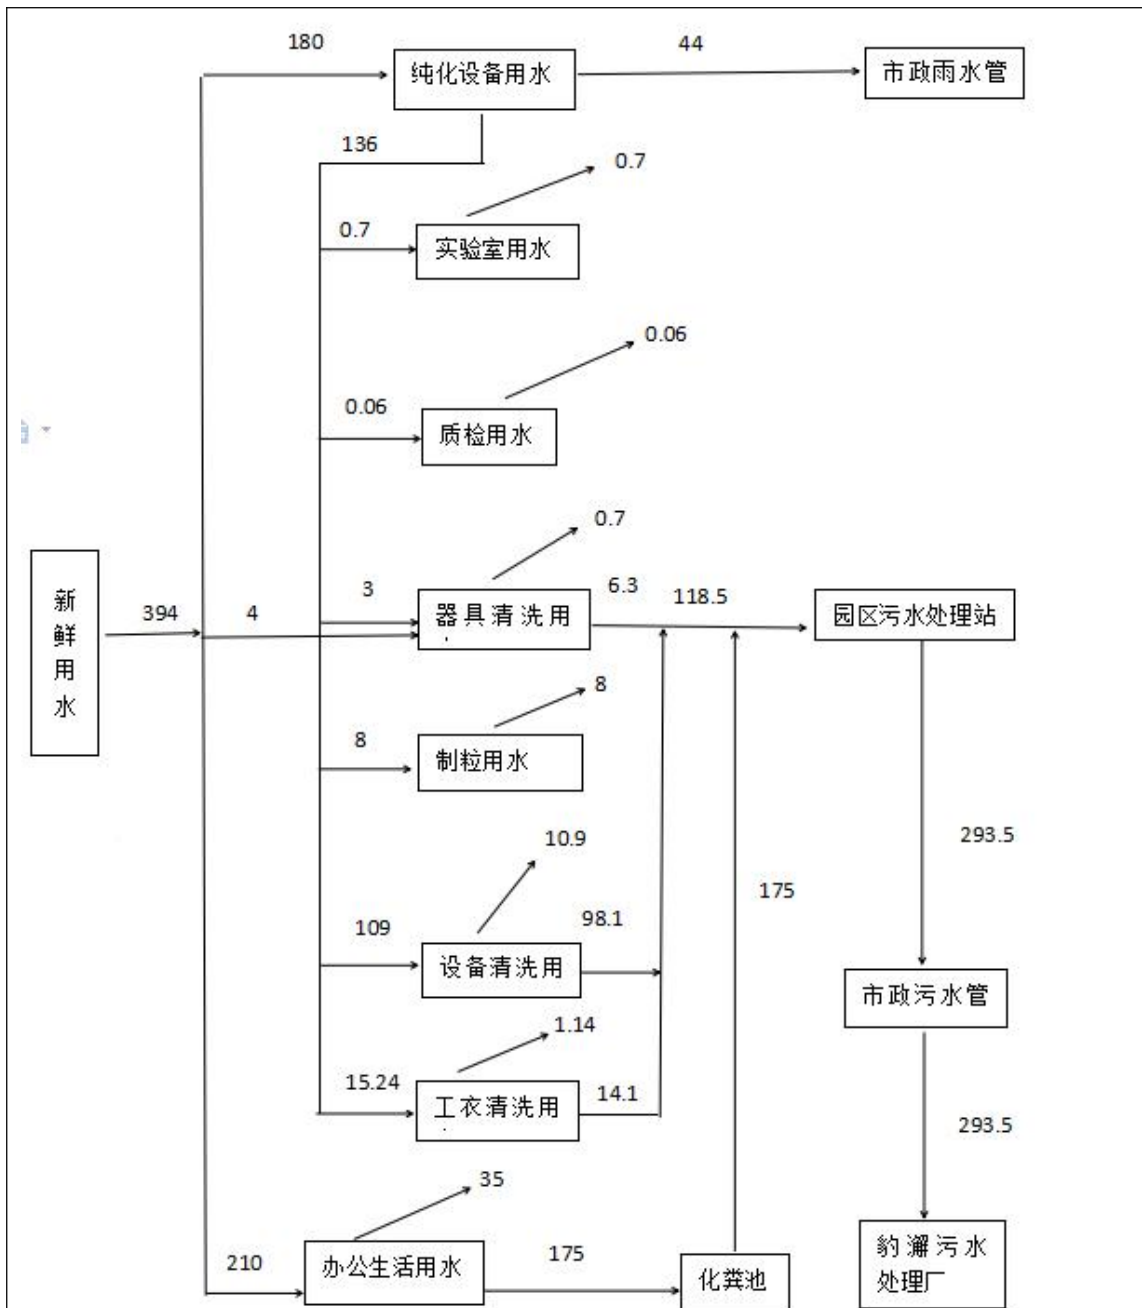 180
44
纯化设备用水
市政雨水管
136
0.7
0.7
实验室用水
0.06
0.06
质检用水
0.7
新鲜用水
394
4
3
器具清洗用
6.3
118.5
园区污水处理站
8
8
制粒用水
10.9
293.5
175
109
98.1
设备清洗用
市政污水管
1.14
15.24
工衣清洗用
14.1
293.5
35
210
办公生活用水
175
化粪池
豹澥污水
处理厂